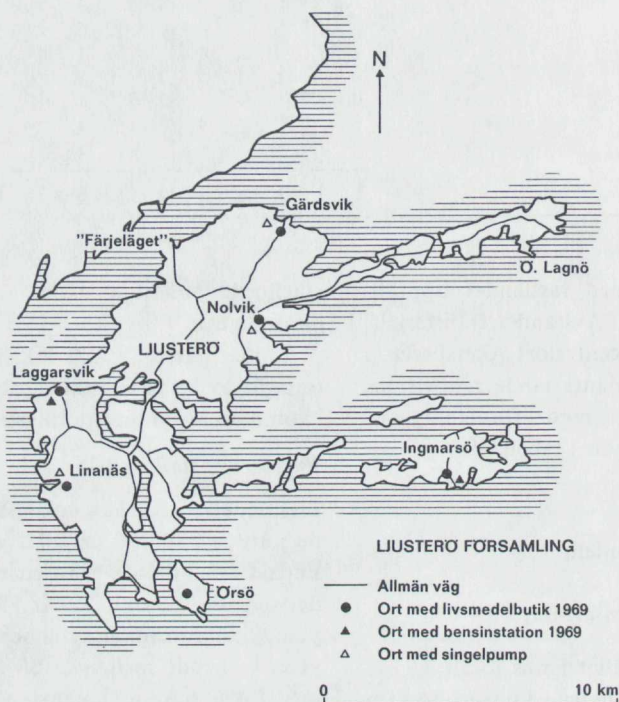 N
Gärdsvik
"Färjeläget"
Ö. Lagnö
Nolvik
LJUSTERÖ
Laggarsvik
Ingmarsö
Linanäs
LJUSTERÖ FÖRSAMLING
Allmän väg
Örsö
Ort med livsmedelbutik 1969
Ort med bensinstation 1969
Ort med singelpump
0 10 km